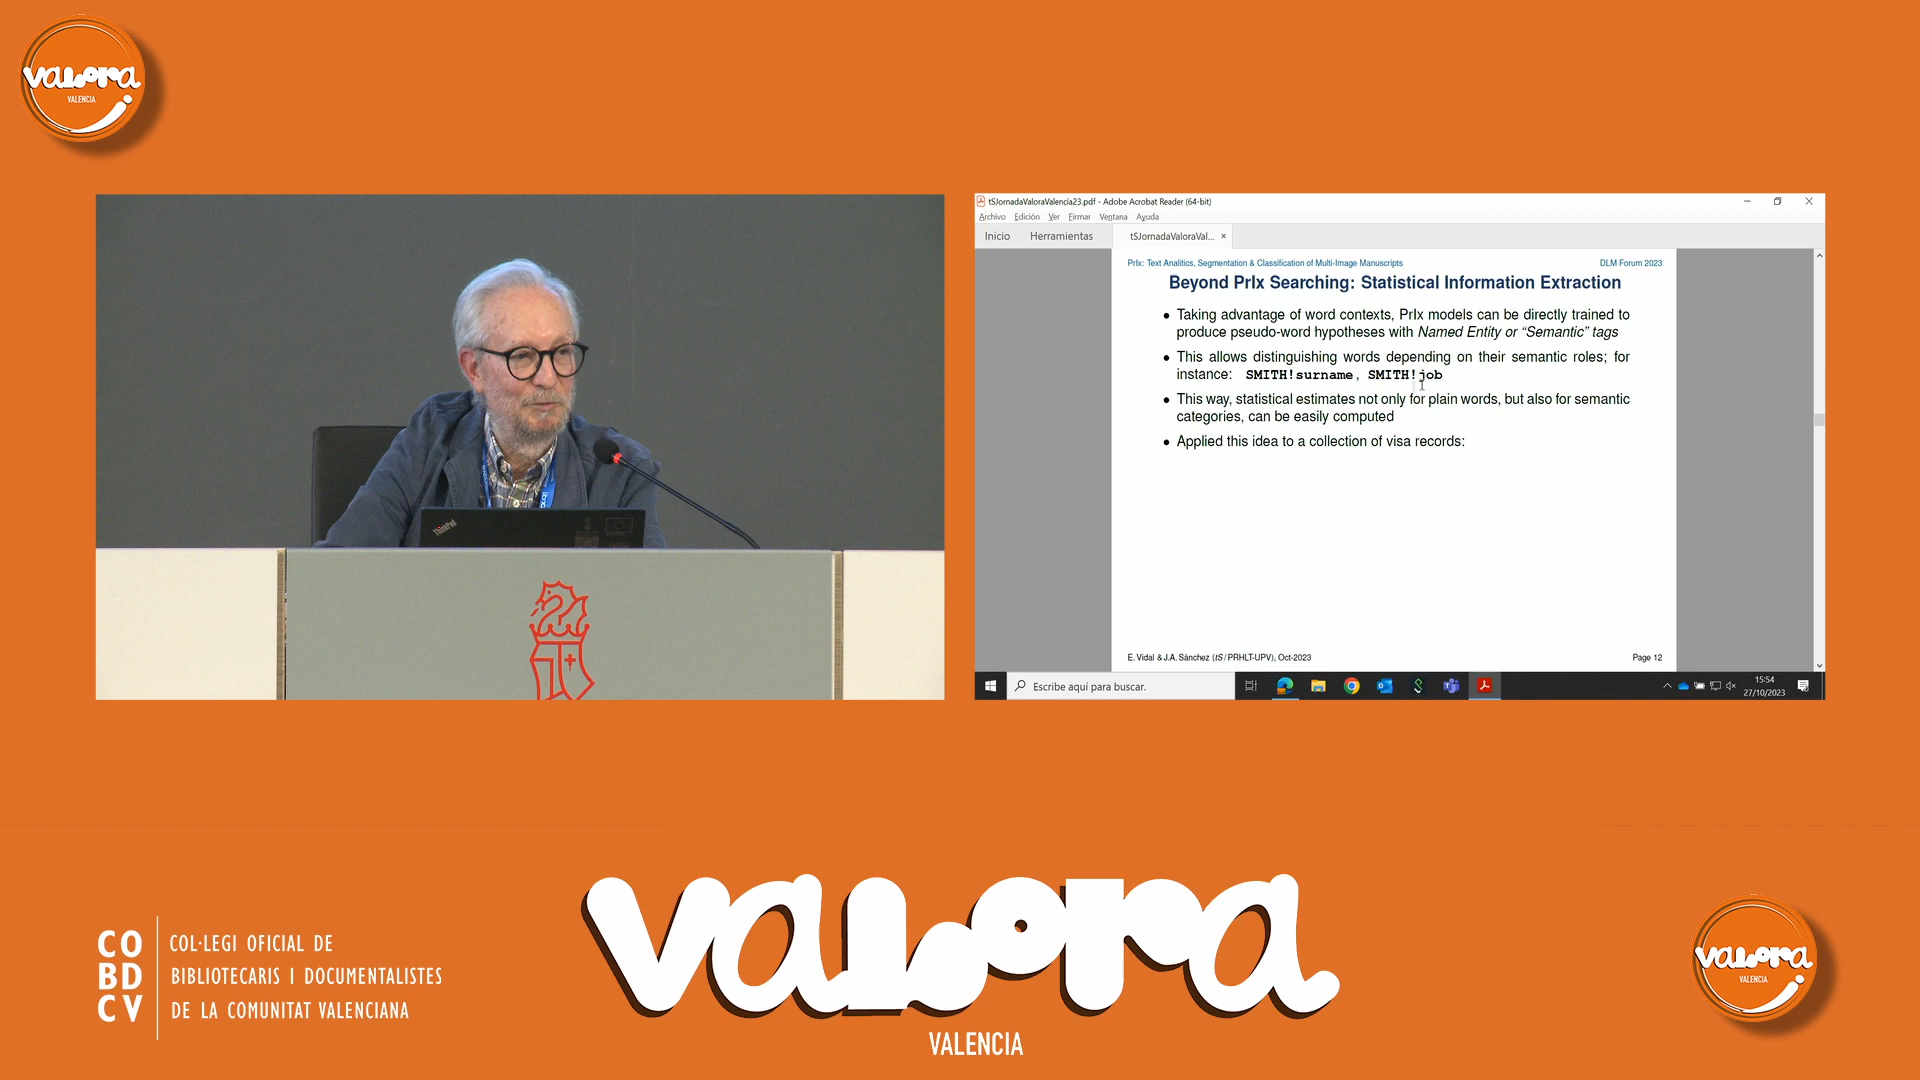 valora
VALENCIA
ThinkPad
tSJornadaValoraValencia23.pdf - Adobe Acrobat Reader (64-bit)
Archivo Edición Ver Firmar Ventana Ayuda
Inicio Herramientas tSJornadaValoraVal... ×
PrIx: Text Analitics, Segmentation & Classification of Multi-Image Manuscripts DLM Forum 2023
Beyond PrIx Searching: Statistical Information Extraction
• Taking advantage of word contexts, PrIx models can be directly trained to
produce pseudo-word hypotheses with Named Entity or “Semantic” tags
• This allows distinguishing words depending on their semantic roles; for
instance: SMITH!surname, SMITH!job
• This way, statistical estimates not only for plain words, but also for semantic
categories, can be easily computed
• Applied this idea to a collection of visa records:
E. Vidal & J.A. Sánchez (tS / PRHLT-UPV), Oct-2023 Page 12
Escribe aquí para buscar.
15:54
27/10/2023
CO
BD
CV
COL·LEGI OFICIAL DE
BIBLIOTECARIS I DOCUMENTALISTES
DE LA COMUNITAT VALENCIANA
valora
VALENCIA
valora
VALENCIA